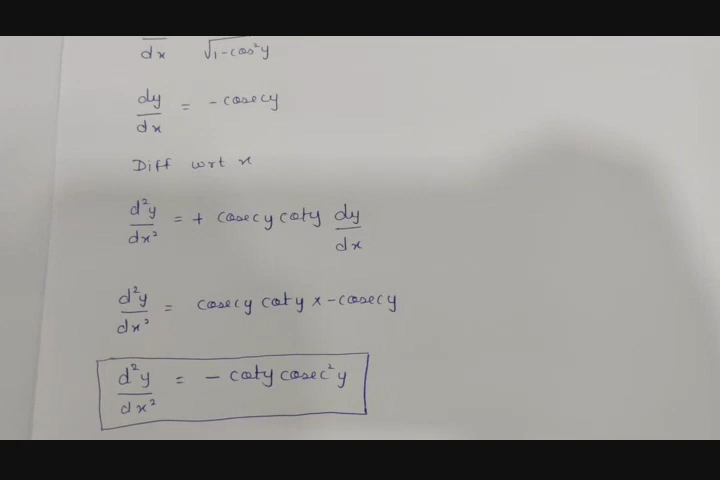 dx √1-cos²y
dy/dx = - cosecy
Diff wrt x
d²y/dx² = + cosecy coty dy/dx
d²y/dx² = cosecy coty x -cosecy
d²y/dx² = - coty cosec²y